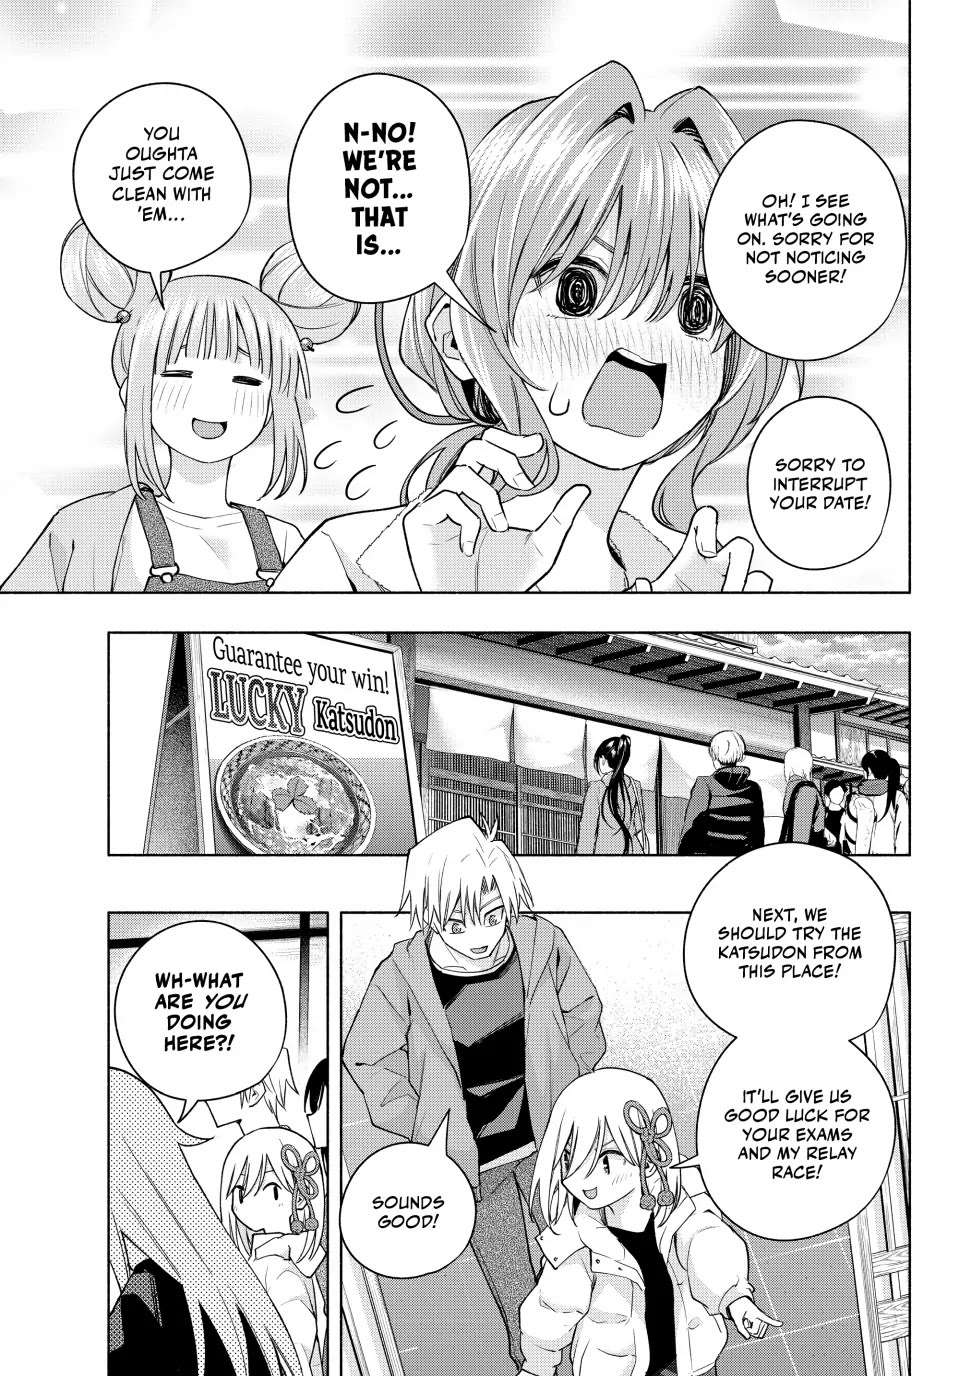 OH! I SEE
WHAT'S GOING
ON. SORRY FOR
NOT NOTICING
SOONER!
SORRY TO
INTERRUPT
YOUR DATE!
N-NO!
WE'RE
NOT...
THAT
IS...
YOU
OUGHTA
JUST COME
CLEAN WITH
'EM...
Guarantee your win!
LUCKY Katsudon
NEXT, WE
SHOULD TRY THE
KATSUDON FROM
THIS PLACE!
IT'LL GIVE US
GOOD LUCK FOR
YOUR EXAMS
AND MY RELAY
RACE!
SOUNDS
GOOD!
WH-WHAT
ARE YOU
DOING
HERE?!